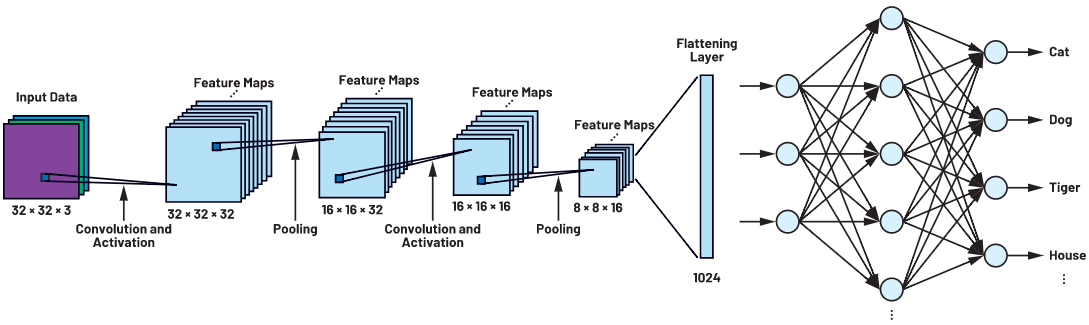 Input Data
32 × 32 × 3
Convolution and
Activation
Feature Maps
32 × 32 × 32
Pooling
Feature Maps
16 × 16 × 32
Convolution and
Activation
Feature Maps
16 × 16 × 16
Pooling
Feature Maps
8 × 8 × 16
Flattening
Layer
1024
Cat
Dog
Tiger
House